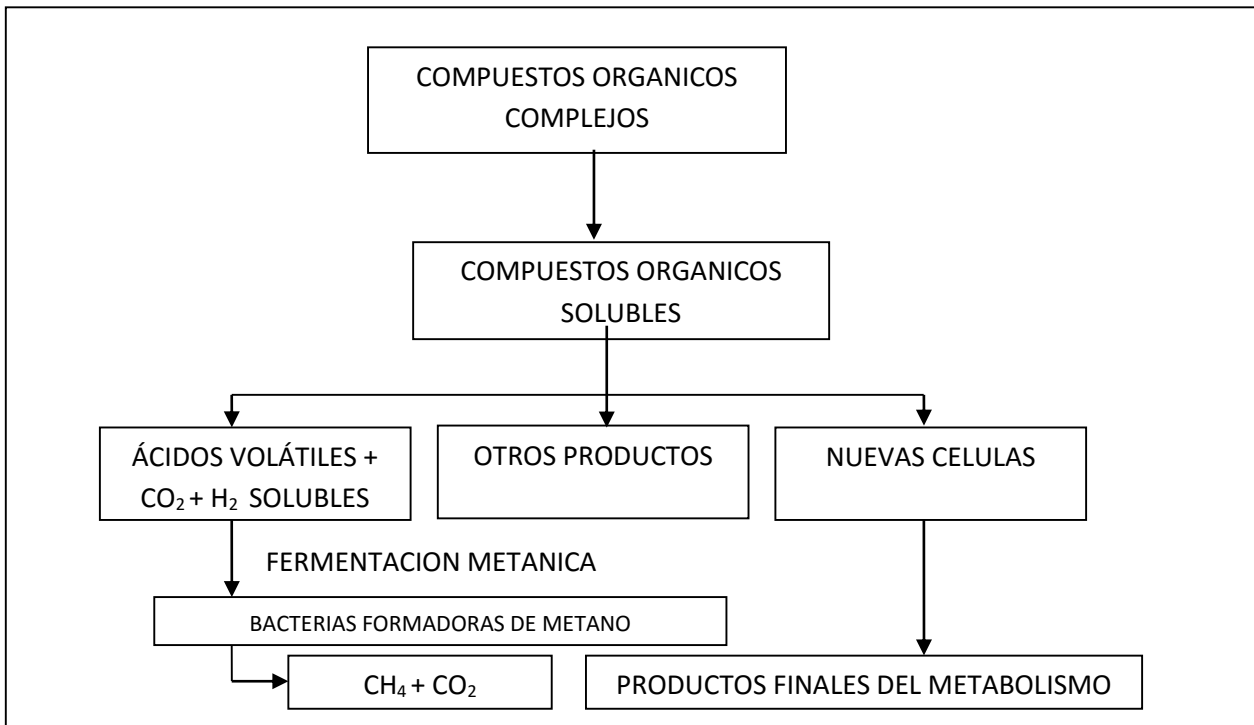 COMPUESTOS ORGANICOS
COMPLEJOS
COMPUESTOS ORGANICOS
SOLUBLES
ÁCIDOS VOLÁTILES +
CO₂ + H₂ SOLUBLES
OTROS PRODUCTOS
NUEVAS CELULAS
FERMENTACION METANICA
BACTERIAS FORMADORAS DE METANO
CH₄ + CO₂
PRODUCTOS FINALES DEL METABOLISMO